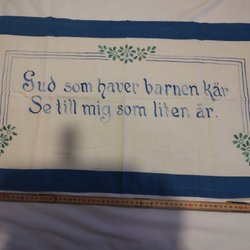 Gud som haver barnen kär
Se till mig som liten är.